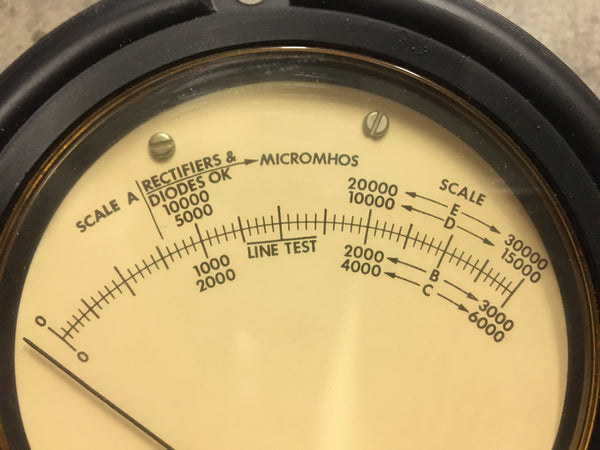 SCALE A
RECTIFIERS & → MICROMHOS
DIODES OK
10000
5000
20000 ← E → 30000
10000 ← D → 15000
SCALE
LINE TEST
1000
2000
2000 ← B → 3000
4000 ← C → 6000
0
0